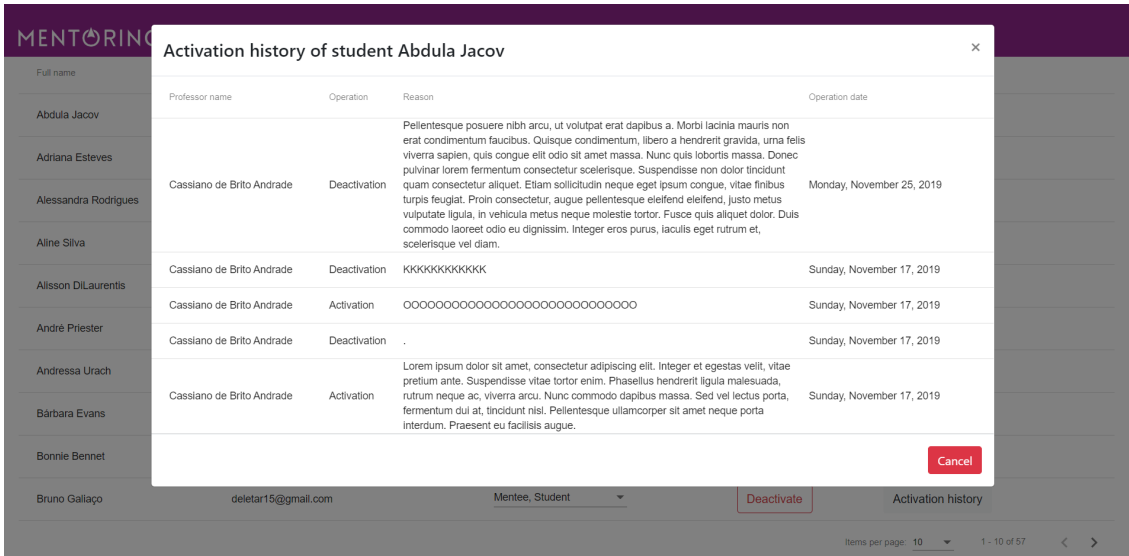 MENTORING
Activation history of student Abdula Jacov
×
Full name
Professor name Operation Reason Operation date
Abdula Jacov
Adriana Esteves
Alessandra Rodrigues
Aline Silva
Alisson DiLaurentis
André Priester
Andressa Urach
Bárbara Evans
Bonnie Bennet
Pellentesque posuere nibh arcu, ut volutpat erat dapibus a. Morbi lacinia mauris non
erat condimentum faucibus. Quisque condimentum, libero a hendrerit gravida, urna felis
viverra sapien, quis congue elit odio sit amet massa. Nunc quis lobortis massa. Donec
pulvinar lorem fermentum consectetur scelerisque. Suspendisse non dolor tincidunt
Cassiano de Brito Andrade Deactivation quam consectetur aliquet. Etiam sollicitudin neque eget ipsum congue, vitae finibus Monday, November 25, 2019
turpis feugiat. Proin consectetur, augue pellentesque eleifend eleifend, justo metus
vulputate ligula, in vehicula metus neque molestie tortor. Fusce quis aliquet dolor. Duis
commodo laoreet odio eu dignissim. Integer eros purus, iaculis eget rutrum et,
scelerisque vel diam.
Cassiano de Brito Andrade Deactivation KKKKKKKKKKKK Sunday, November 17, 2019
Cassiano de Brito Andrade Activation OOOOOOOOOOOOOOOOOOOOOOOOOOOOO Sunday, November 17, 2019
Cassiano de Brito Andrade Deactivation . Sunday, November 17, 2019
Lorem ipsum dolor sit amet, consectetur adipiscing elit. Integer et egestas velit, vitae
pretium ante. Suspendisse vitae tortor enim. Phasellus hendrerit ligula malesuada,
Cassiano de Brito Andrade Activation rutrum neque ac, viverra arcu. Nunc commodo dapibus massa. Sed vel lectus porta, Sunday, November 17, 2019
fermentum dui at, tincidunt nisl. Pellentesque ullamcorper sit amet neque porta
interdum. Praesent eu facilisis augue.
Cancel
Bruno Galiaço deletar15@gmail.com Mentee, Student Deactivate Activation history
Items per page: 10 1 - 10 of 57